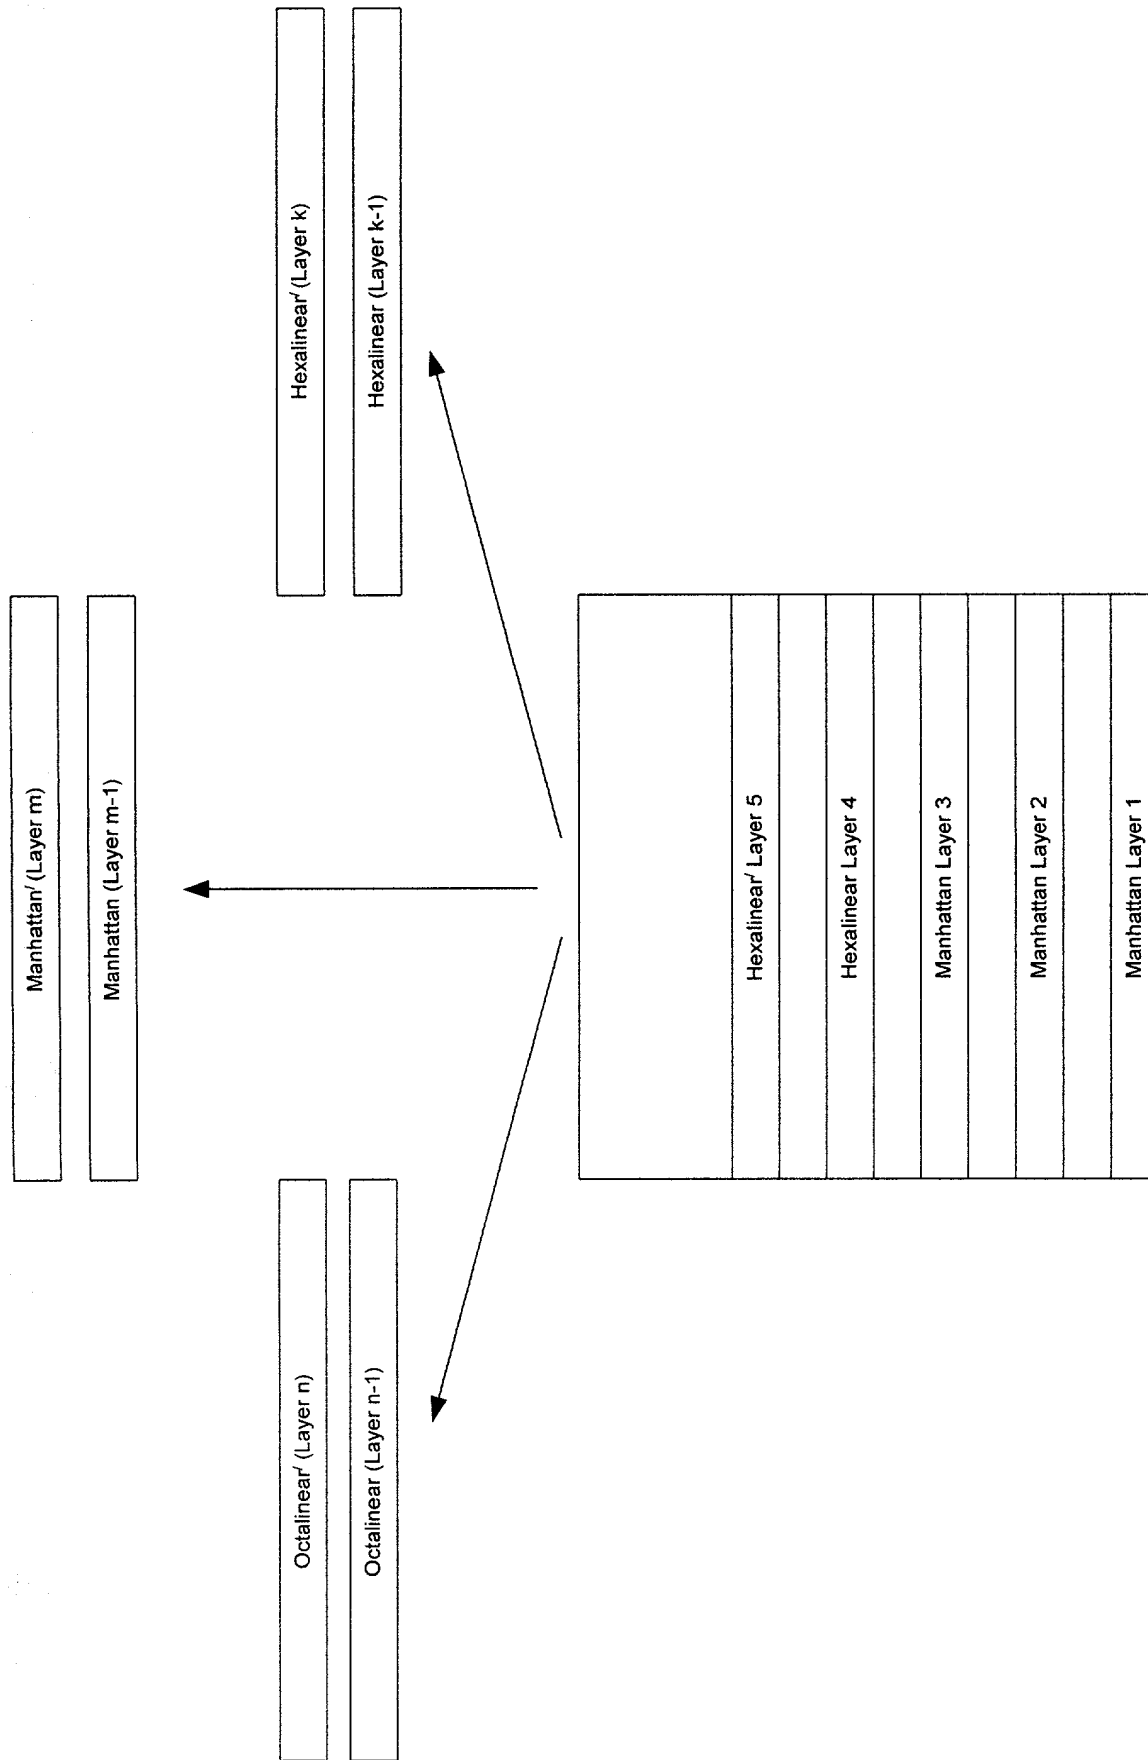 Manhattan′ (Layer m)
Manhattan (Layer m-1)
Octalinear′ (Layer n)
Octalinear (Layer n-1)
Hexalinear′ (Layer k)
Hexalinear (Layer k-1)
Hexalinear′ Layer 5
Hexalinear Layer 4
Manhattan Layer 3
Manhattan Layer 2
Manhattan Layer 1